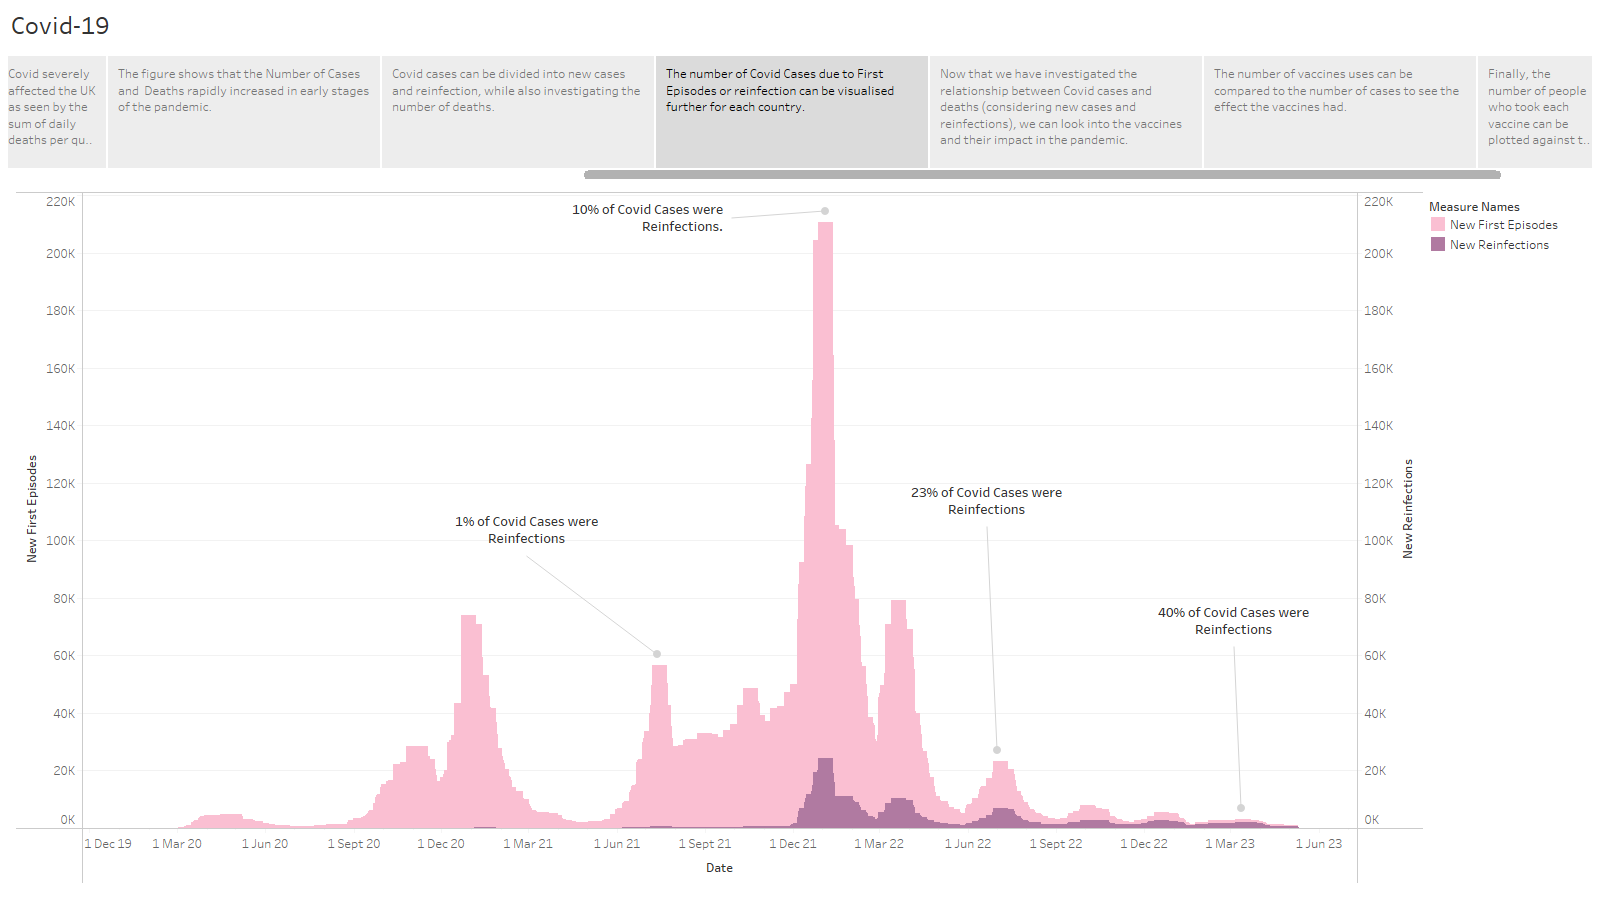 Covid-19
Covid severely
affected the UK
as seen by the
sum of daily
deaths per qu..
The figure shows that the Number of Cases
and Deaths rapidly increased in early stages
of the pandemic.
Covid cases can be divided into new cases
and reinfection, while also investigating the
number of deaths.
The number of Covid Cases due to First
Episodes or reinfection can be visualised
further for each country.
Now that we have investigated the
relationship between Covid cases and
deaths (considering new cases and
reinfections), we can look into the vaccines
and their impact in the pandemic.
The number of vaccines uses can be
compared to the number of cases to see the
effect the vaccines had.
Finally, the
number of people
who took each
vaccine can be
plotted against t..
220K
200K
180K
160K
140K
120K
100K
80K
60K
40K
20K
0K
New First Episodes
10% of Covid Cases were
Reinfections.
1% of Covid Cases were
Reinfections
23% of Covid Cases were
Reinfections
40% of Covid Cases were
Reinfections
220K
200K
180K
160K
140K
120K
100K
80K
60K
40K
20K
0K
New Reinfections
Measure Names
New First Episodes
New Reinfections
1 Dec 19
1 Mar 20
1 Jun 20
1 Sept 20
1 Dec 20
1 Mar 21
1 Jun 21
1 Sept 21
1 Dec 21
1 Mar 22
1 Jun 22
1 Sept 22
1 Dec 22
1 Mar 23
1 Jun 23
Date